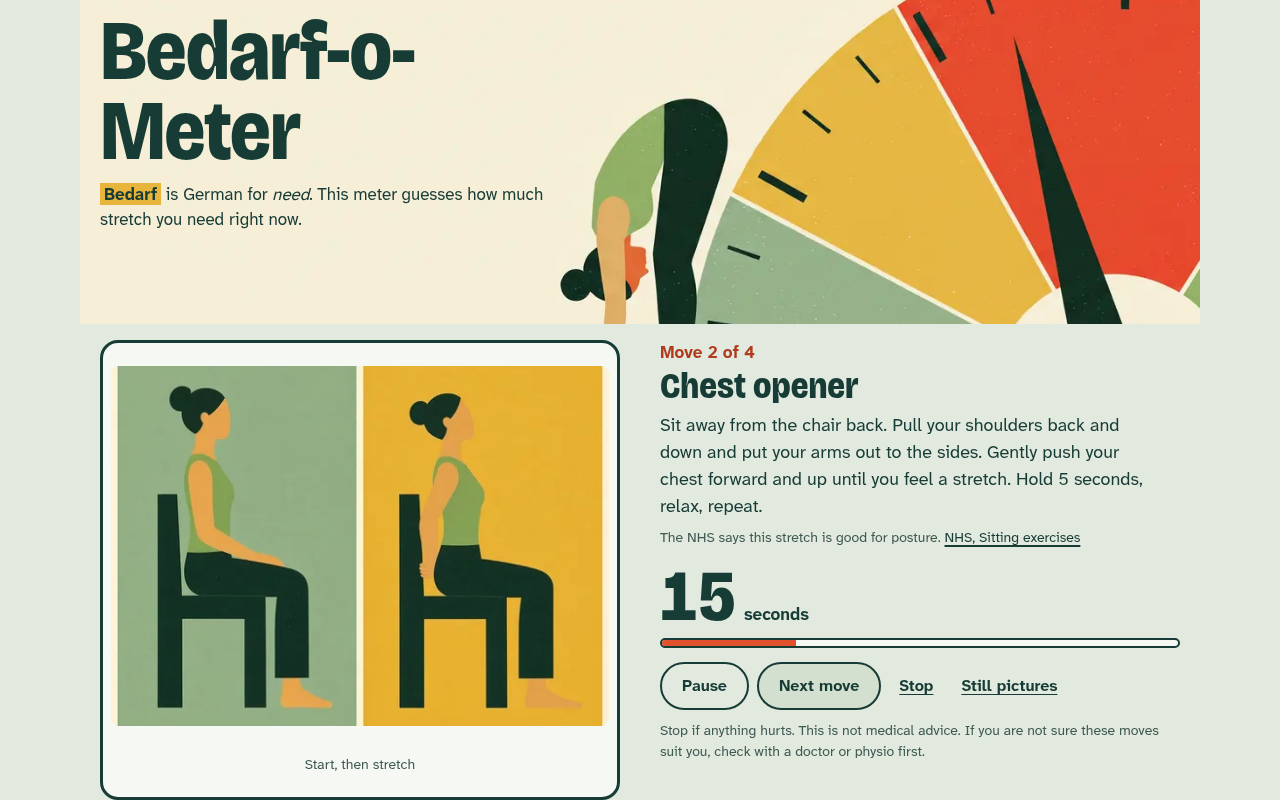 Bedarf-o-
Meter
Bedarf is German for need. This meter guesses how much
stretch you need right now.
Move 2 of 4
Chest opener
Sit away from the chair back. Pull your shoulders back and
down and put your arms out to the sides. Gently push your
chest forward and up until you feel a stretch. Hold 5 seconds,
relax, repeat.
The NHS says this stretch is good for posture. NHS, Sitting exercises
15 seconds
Pause Next move Stop Still pictures
Stop if anything hurts. This is not medical advice. If you are not sure these moves
suit you, check with a doctor or physio first.
Start, then stretch